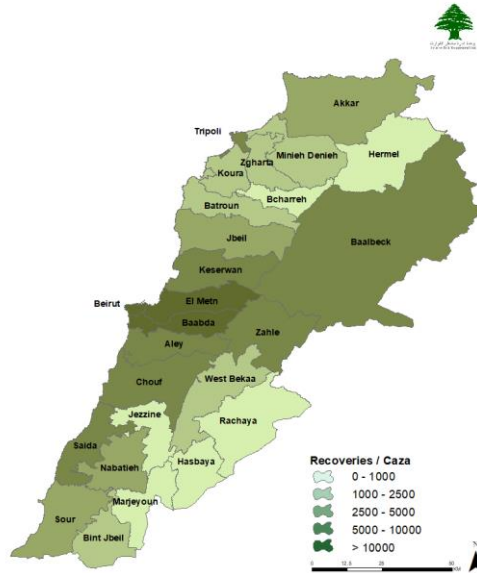 Akkar
Tripoli
Zgharta
Minieh Denieh
Hermel
Koura
Bcharreh
Batroun
Jbeil
Baalbeck
Keserwan
El Metn
Beirut
Baabda
Zahle
Aley
Chouf
West Bekaa
Jezzine
Rachaya
Saida
Nabatieh
Hasbaya
Marjeyoun
Sour
Bint Jbeil
Recoveries / Caza
0 - 1000
1000 - 2500
2500 - 5000
5000 - 10000
> 10000
N